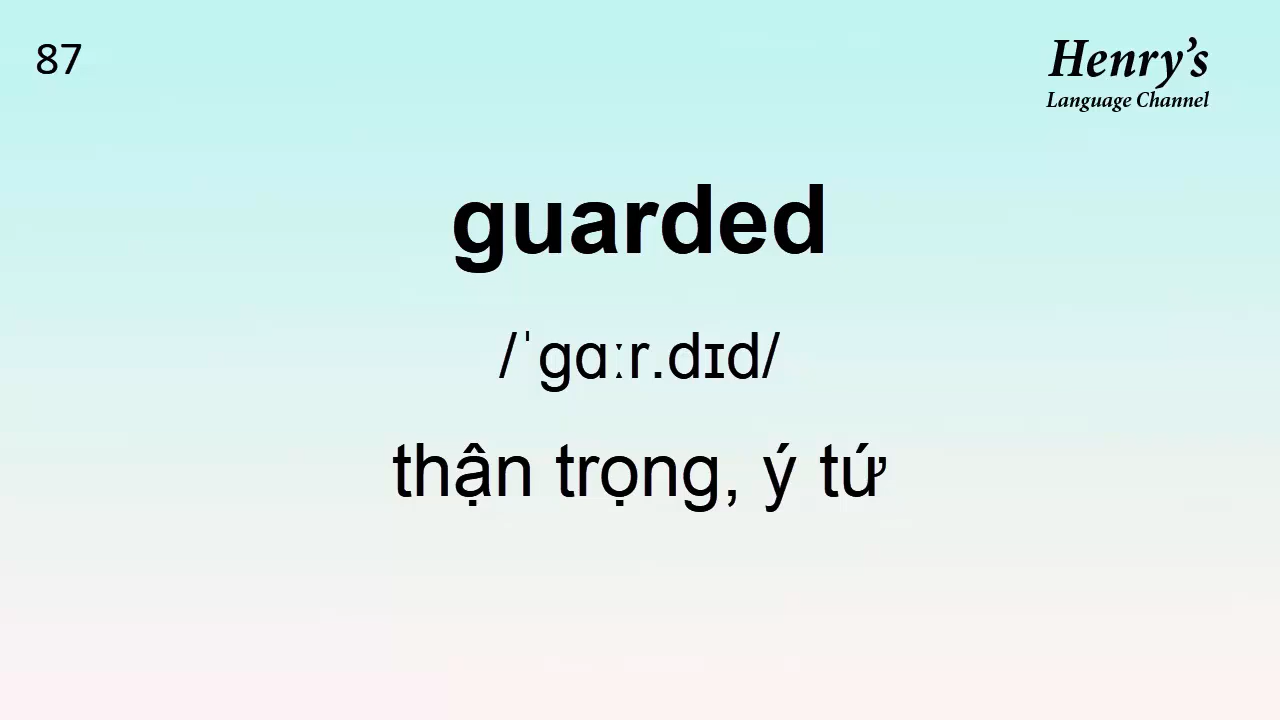 87
Henry’s
Language Channel
guarded
/ˈɡɑːr.dɪd/
thận trọng, ý tứ